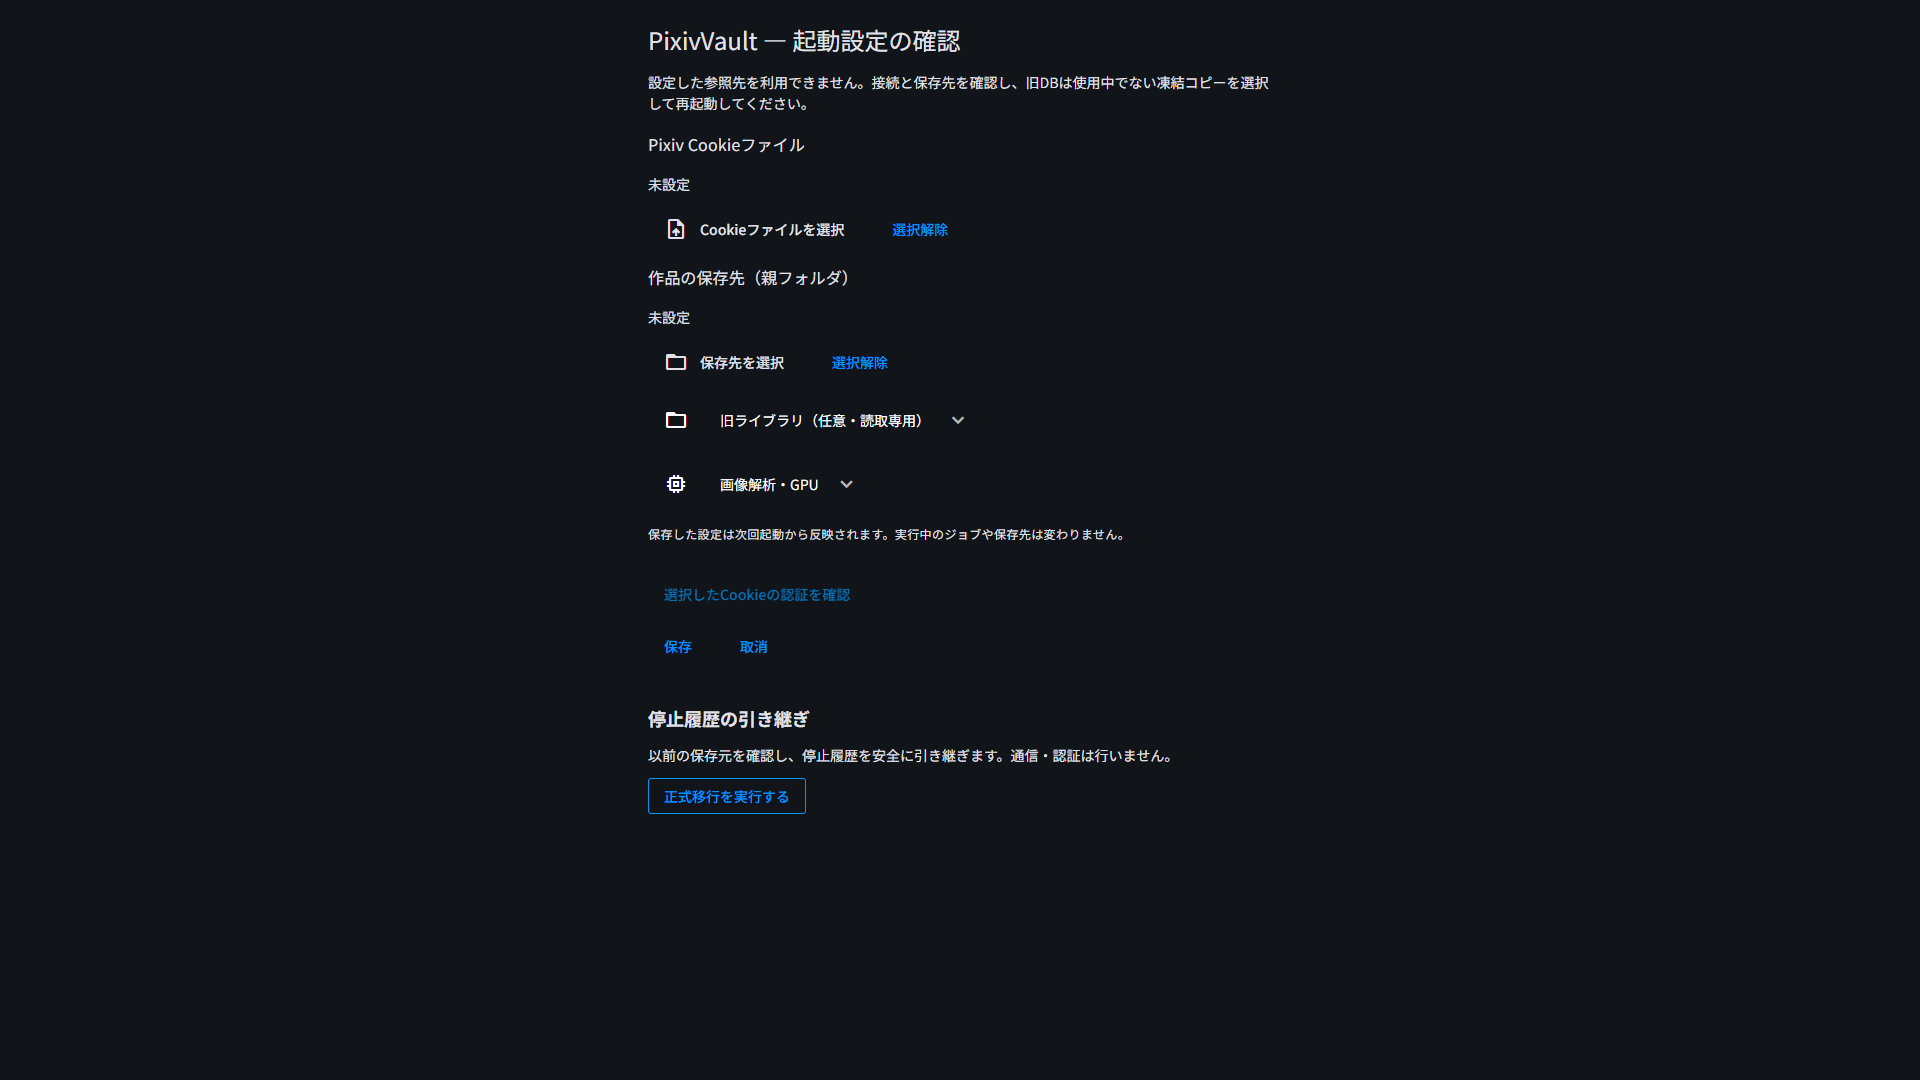 PixivVault — 起動設定の確認
設定した参照先を利用できません。接続と保存先を確認し、旧DBは使用中でない凍結コピーを選択
して再起動してください。
Pixiv Cookieファイル
未設定
Cookieファイルを選択 選択解除
作品の保存先（親フォルダ）
未設定
保存先を選択 選択解除
旧ライブラリ（任意・読取専用）
画像解析・GPU
保存した設定は次回起動から反映されます。実行中のジョブや保存先は変わりません。
選択したCookieの認証を確認
保存 取消
停止履歴の引き継ぎ
以前の保存元を確認し、停止履歴を安全に引き継ぎます。通信・認証は行いません。
正式移行を実行する